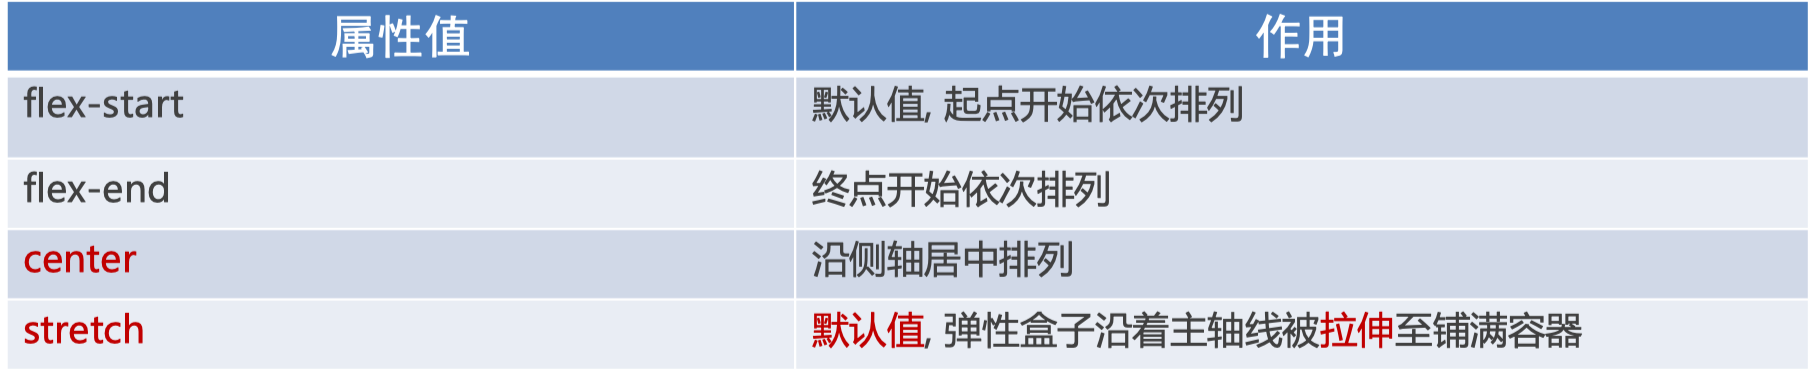 属性值 作用
flex-start 默认值, 起点开始依次排列
flex-end 终点开始依次排列
center 沿侧轴居中排列
stretch 默认值, 弹性盒子沿着主轴线被拉伸至铺满容器